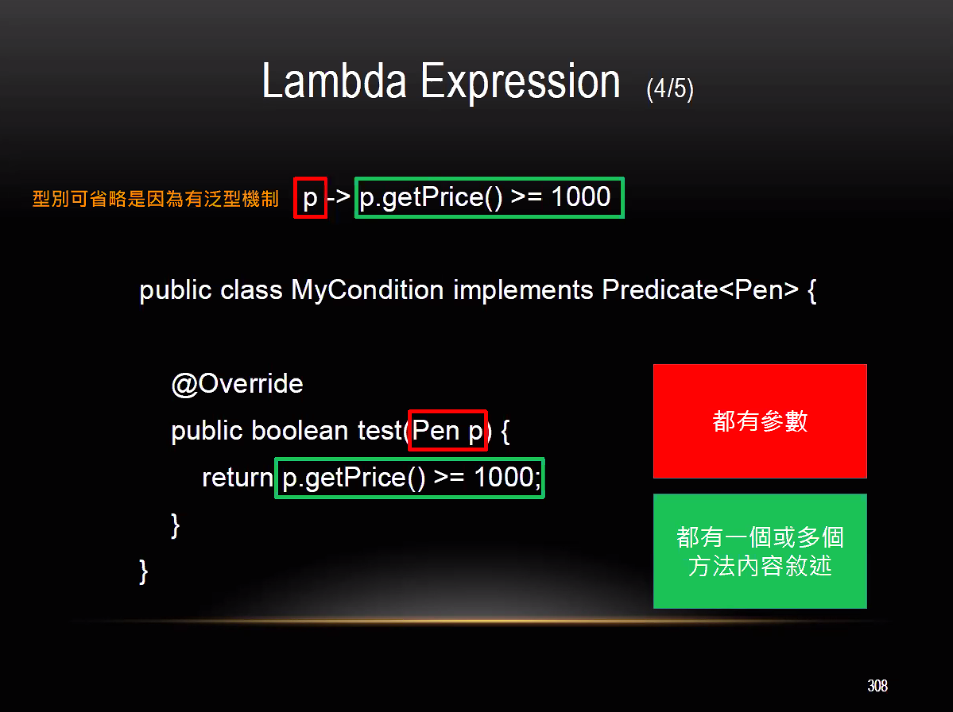 Lambda Expression (4/5)
型別可省略是因為有泛型機制 p -> p.getPrice() >= 1000
public class MyCondition implements Predicate<Pen> {
@Override
public boolean test(Pen p) {
return p.getPrice() >= 1000;
}
}
都有參數
都有一個或多個
方法內容敘述
308